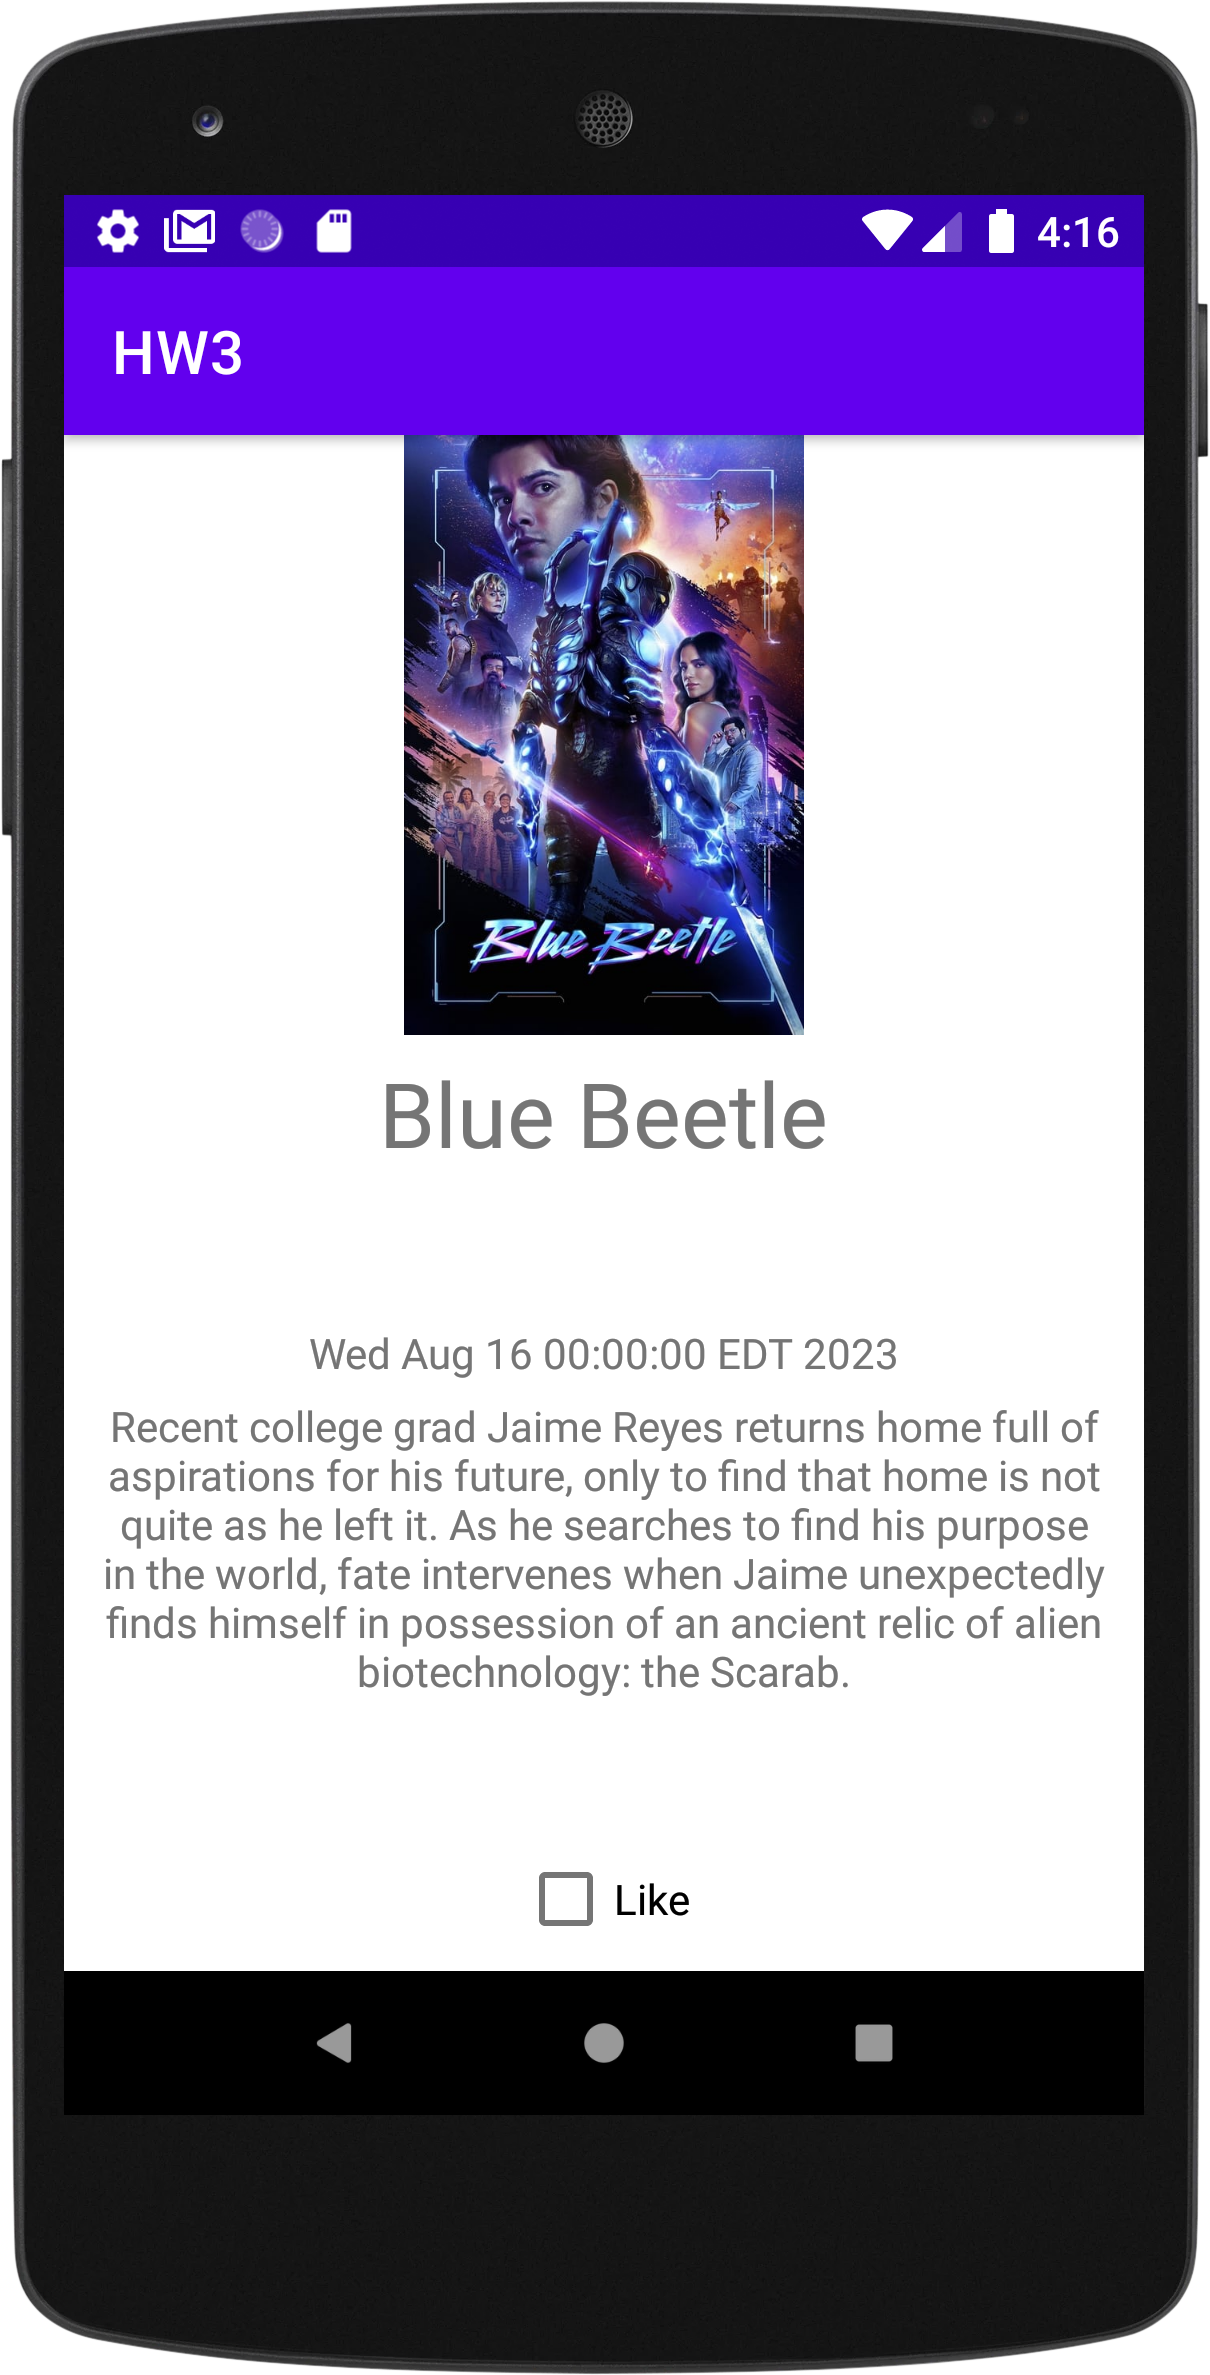 4:16
HW3
Blue Beetle
Blue Beetle
Wed Aug 16 00:00:00 EDT 2023
Recent college grad Jaime Reyes returns home full of
aspirations for his future, only to find that home is not
quite as he left it. As he searches to find his purpose
in the world, fate intervenes when Jaime unexpectedly
finds himself in possession of an ancient relic of alien
biotechnology: the Scarab.
Like